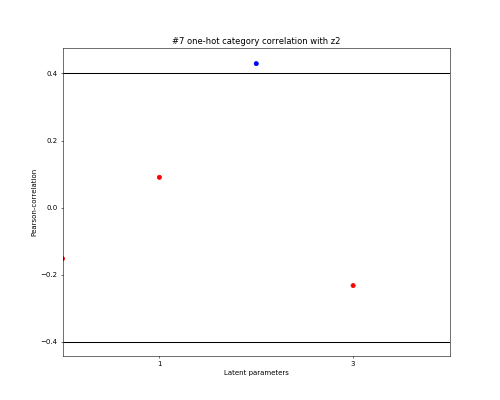 #7 one-hot category correlation with z2
0.4
0.2
0.0
−0.2
−0.4
Pearson-correlation
1
3
Latent parameters